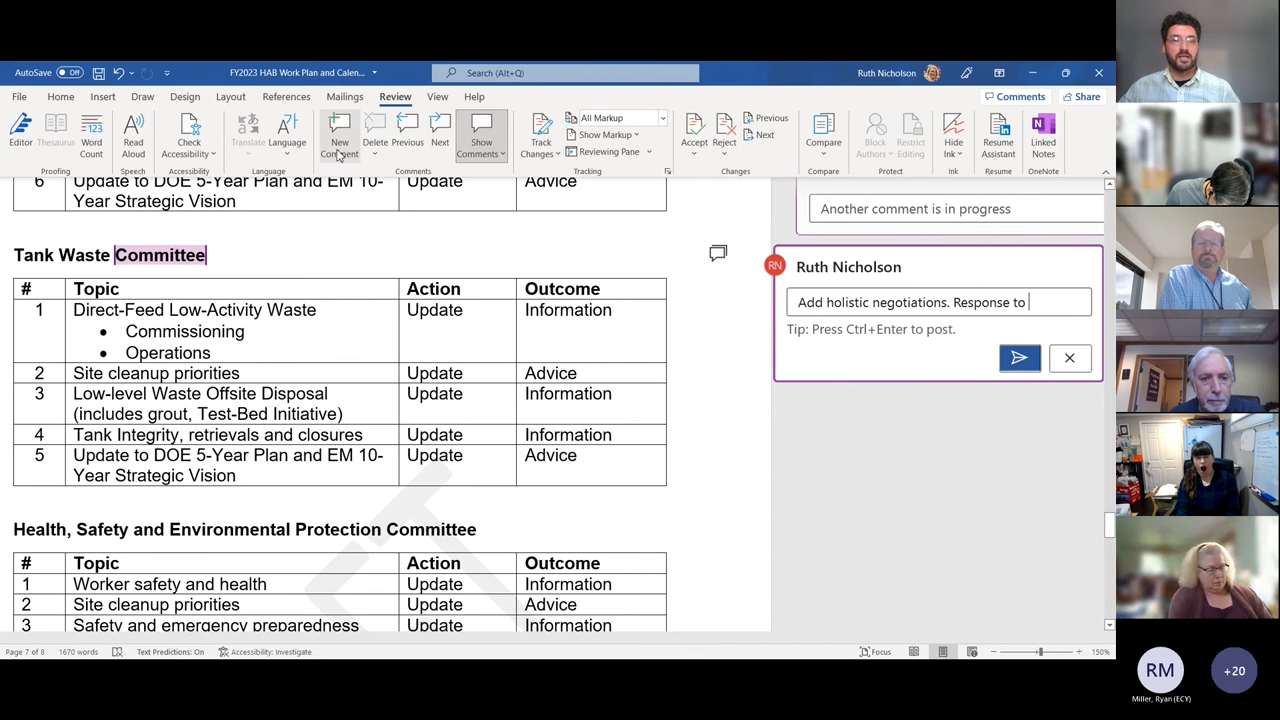 AutoSave Off
FY2023 HAB Work Plan and Calen...
Search (Alt+Q)
Ruth Nicholson
File Home Insert Draw Design Layout References Mailings Review View Help
Comments Share
Editor
Thesaurus
Word Count
Read Aloud
Check Accessibility
Translate
Language
New Comment
Delete
Previous
Next
Show Comments
Track Changes
All Markup
Show Markup
Reviewing Pane
Accept
Reject
Previous
Next
Compare
Block Authors
Restrict Editing
Hide Ink
Resume Assistant
Linked Notes
Proofing Speech Accessibility Language Comments Tracking Changes Compare Protect Ink Resume OneNote
6 Update to DOE 5-Year Plan and EM 10- Update Advice
Year Strategic Vision
Tank Waste Committee
# Topic Action Outcome
1 Direct-Feed Low-Activity Waste Update Information
• Commissioning
• Operations
2 Site cleanup priorities Update Advice
3 Low-level Waste Offsite Disposal Update Information
(includes grout, Test-Bed Initiative)
4 Tank Integrity, retrievals and closures Update Information
5 Update to DOE 5-Year Plan and EM 10- Update Advice
Year Strategic Vision
Health, Safety and Environmental Protection Committee
# Topic Action Outcome
1 Worker safety and health Update Information
2 Site cleanup priorities Update Advice
3 Safety and emergency preparedness Update Information
Another comment is in progress
RN Ruth Nicholson
Add holistic negotiations. Response to
Tip: Press Ctrl+Enter to post.
Page 7 of 8 1670 words Text Predictions: On Accessibility: Investigate Focus 150%
RM
+20
Miller, Ryan (ECY)